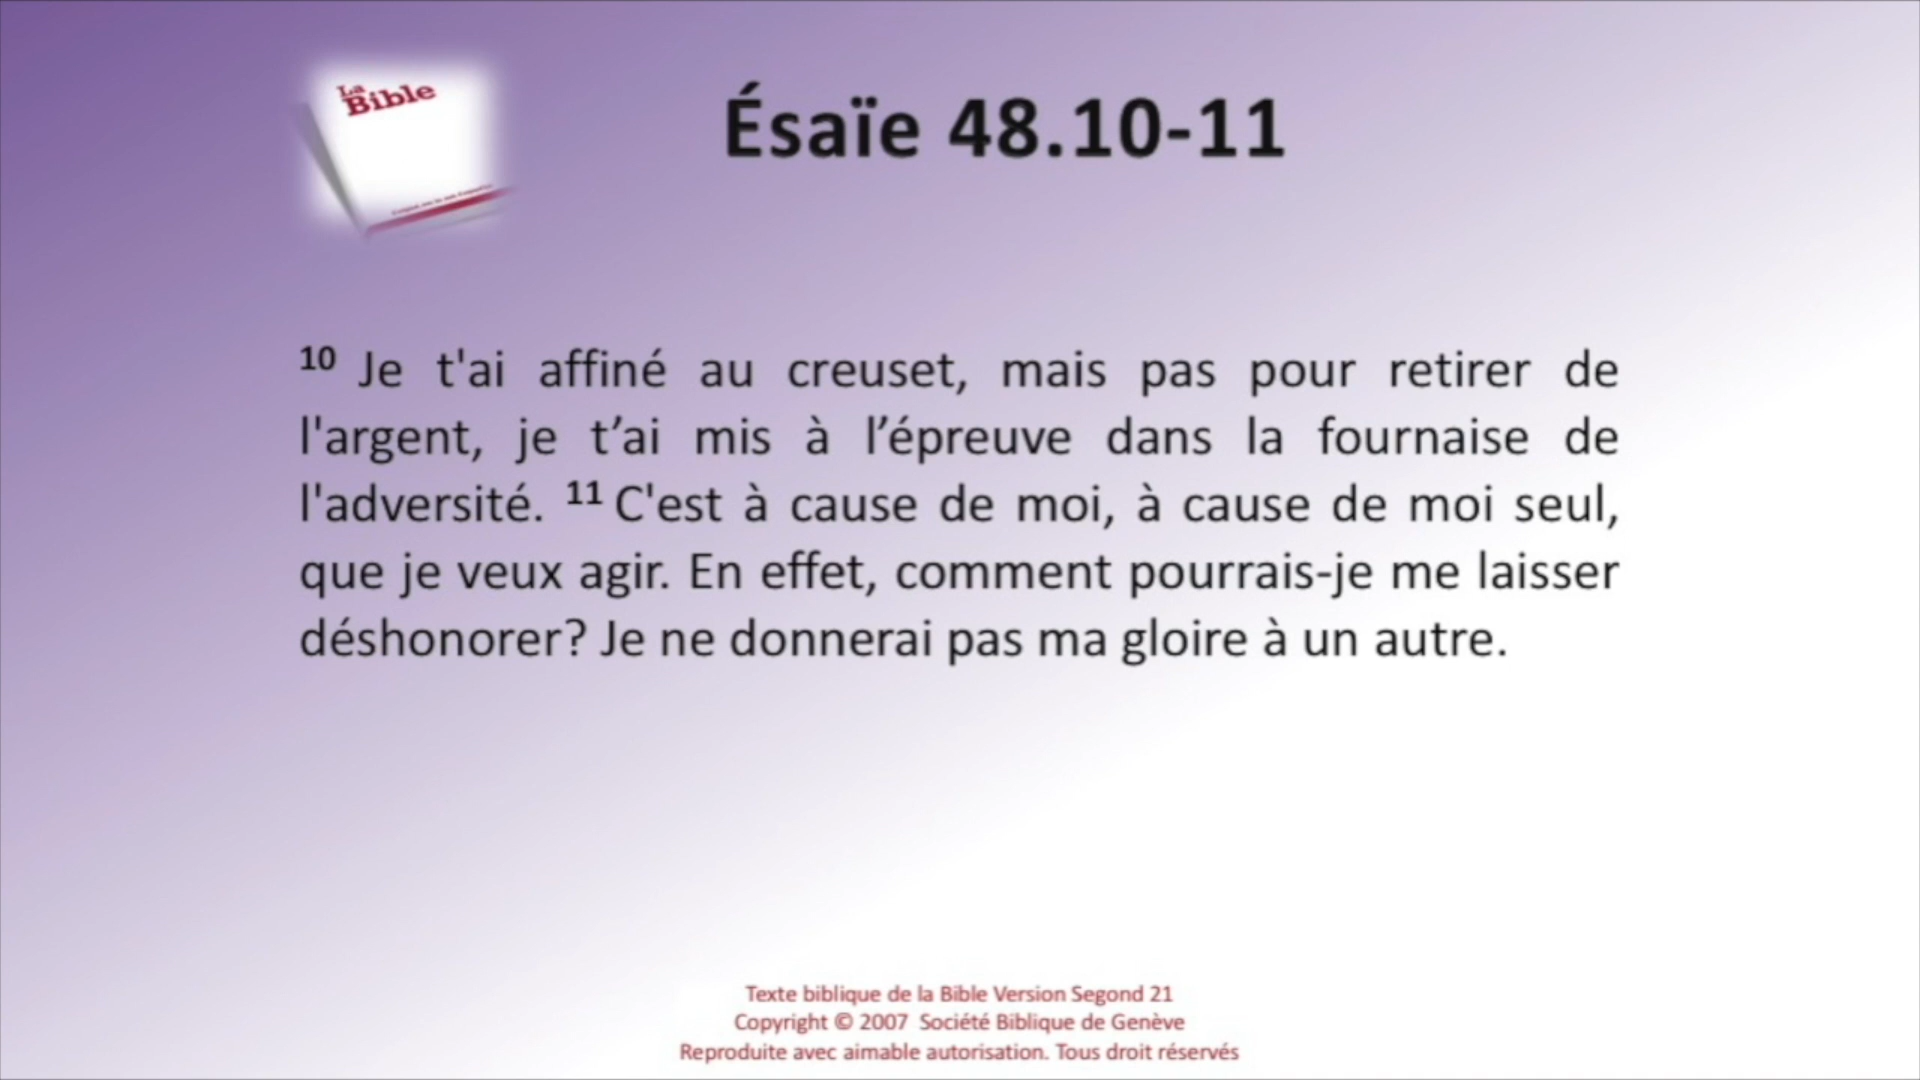 La
Bible
Ésaïe 48.10-11
10 Je t'ai affiné au creuset, mais pas pour retirer de
l'argent, je t’ai mis à l’épreuve dans la fournaise de
l'adversité. 11 C'est à cause de moi, à cause de moi seul,
que je veux agir. En effet, comment pourrais-je me laisser
déshonorer? Je ne donnerai pas ma gloire à un autre.
Texte biblique de la Bible Version Segond 21
Copyright © 2007 Société Biblique de Genève
Reproduite avec aimable autorisation. Tous droit réservés